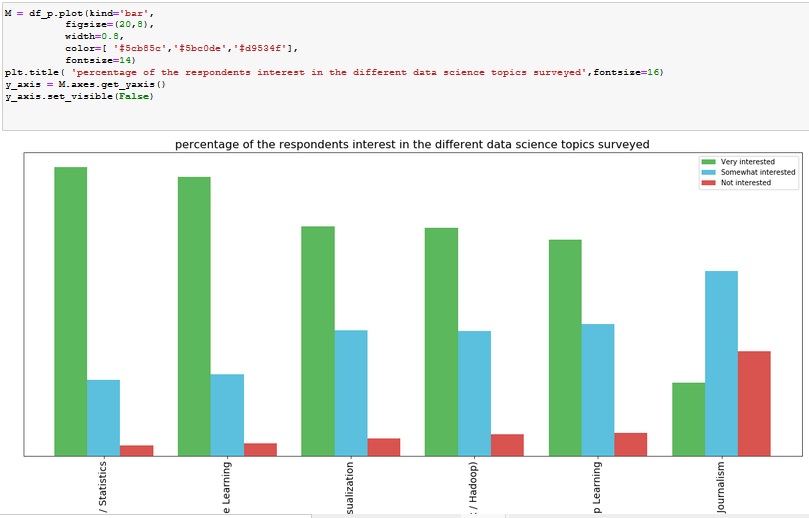 M = df_p.plot(kind='bar',
figsize=(20,8),
width=0.8,
color=[ '#5cb85c','#5bc0de','#d9534f'],
fontsize=14)
plt.title( 'percentage of the respondents interest in the different data science topics surveyed',fontsize=16)
y_axis = M.axes.get_yaxis()
y_axis.set_visible(False)
percentage of the respondents interest in the different data science topics surveyed
Very interested
Somewhat interested
Not interested
/ Statistics
e Learning
sualization
/ Hadoop)
p Learning
Journalism